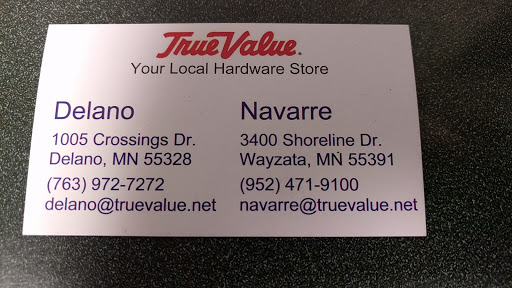 True Value.
Your Local Hardware Store
Delano
1005 Crossings Dr.
Delano, MN 55328
(763) 972-7272
delano@truevalue.net
Navarre
3400 Shoreline Dr.
Wayzata, MN 55391
(952) 471-9100
navarre@truevalue.net